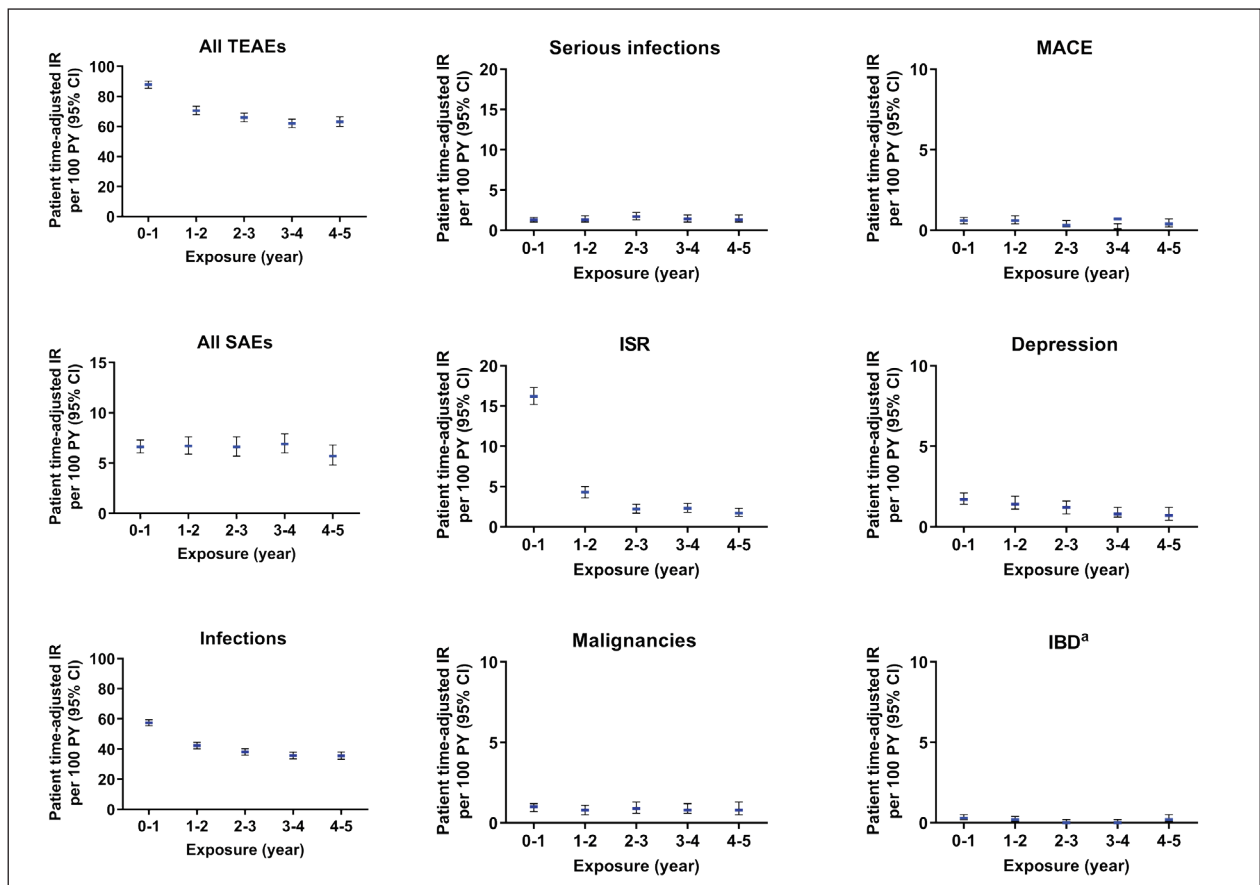 All TEAEs
Patient time-adjusted IR
per 100 PY (95% CI)
100
80
60
40
20
0
0-1 1-2 2-3 3-4 4-5
Exposure (year)
Serious infections
Patient time-adjusted IR
per 100 PY (95% CI)
20
15
10
5
0
0-1 1-2 2-3 3-4 4-5
Exposure (year)
MACE
Patient time-adjusted IR
per 100 PY (95% CI)
10
5
0
0-1 1-2 2-3 3-4 4-5
Exposure (year)
All SAEs
Patient time-adjusted IR
per 100 PY (95% CI)
15
10
5
0
0-1 1-2 2-3 3-4 4-5
Exposure (year)
ISR
Patient time-adjusted IR
per 100 PY (95% CI)
20
15
10
5
0
0-1 1-2 2-3 3-4 4-5
Exposure (year)
Depression
Patient time-adjusted IR
per 100 PY (95% CI)
10
5
0
0-1 1-2 2-3 3-4 4-5
Exposure (year)
Infections
Patient time-adjusted IR
per 100 PY (95% CI)
100
80
60
40
20
0
0-1 1-2 2-3 3-4 4-5
Exposure (year)
Malignancies
Patient time-adjusted IR
per 100 PY (95% CI)
10
5
0
0-1 1-2 2-3 3-4 4-5
Exposure (year)
IBDᵃ
Patient time-adjusted IR
per 100 PY (95% CI)
10
5
0
0-1 1-2 2-3 3-4 4-5
Exposure (year)